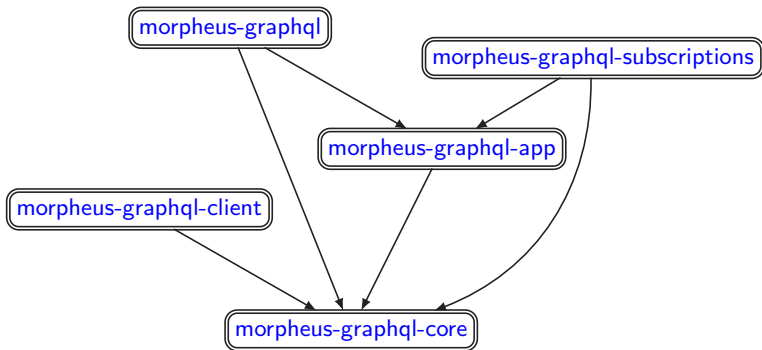 morpheus-graphql
morpheus-graphql-subscriptions
morpheus-graphql-app
morpheus-graphql-client
morpheus-graphql-core